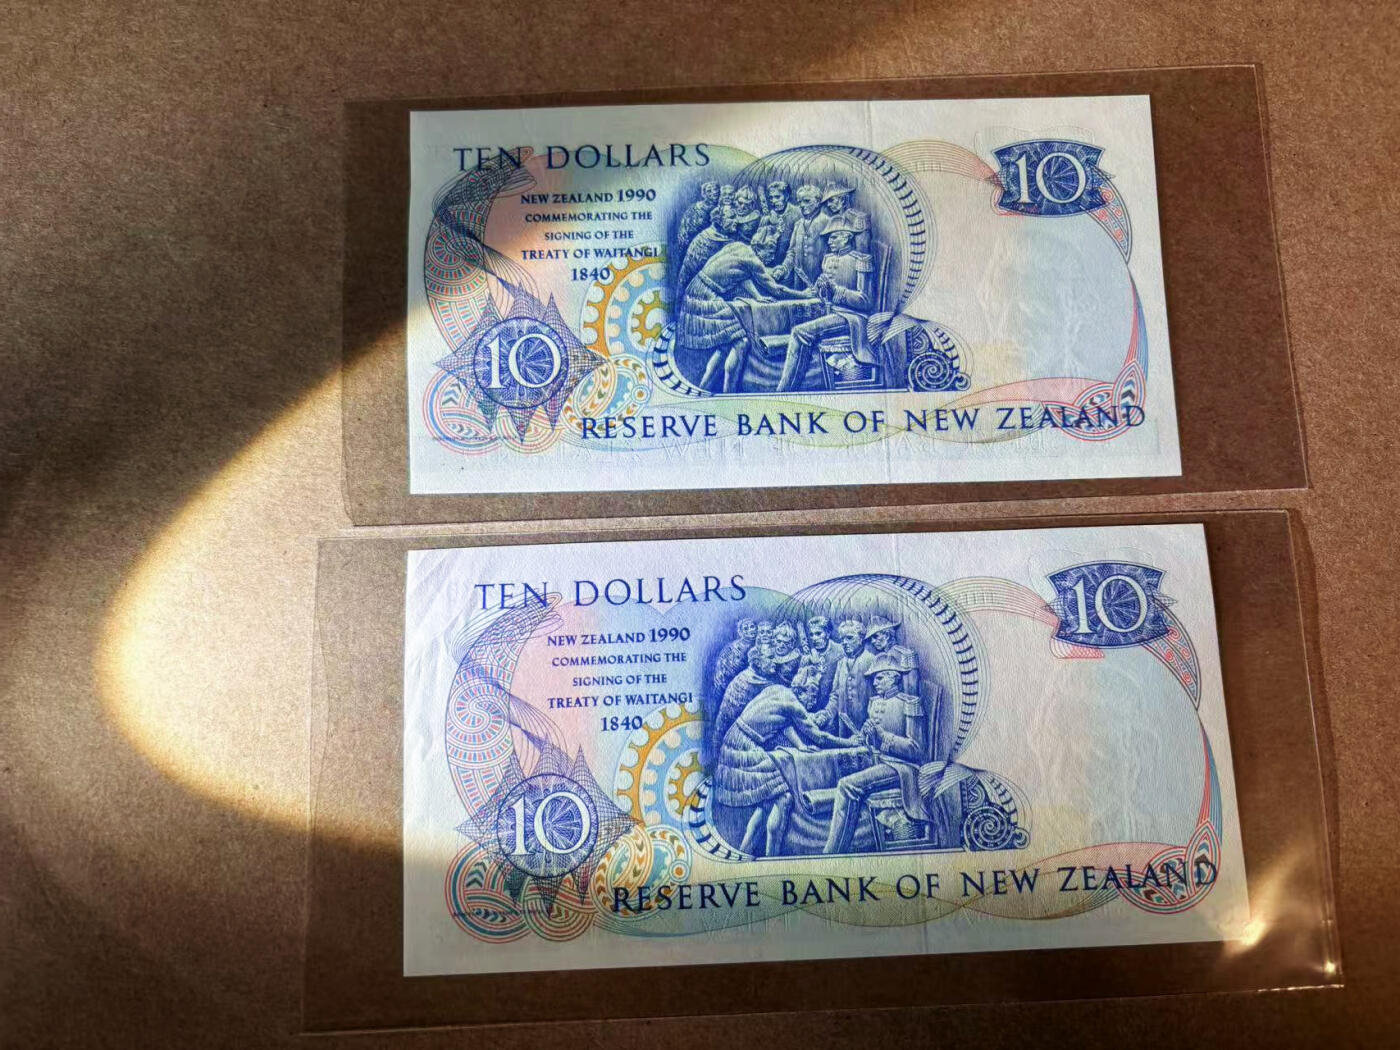 TEN DOLLARS
10
NEW ZEALAND 1990
COMMEMORATING THE
SIGNING OF THE
TREATY OF WAITANGI
1840
10
RESERVE BANK OF NEW ZEALAND
TEN DOLLARS
10
NEW ZEALAND 1990
COMMEMORATING THE
SIGNING OF THE
TREATY OF WAITANGI
1840
10
RESERVE BANK OF NEW ZEALAND